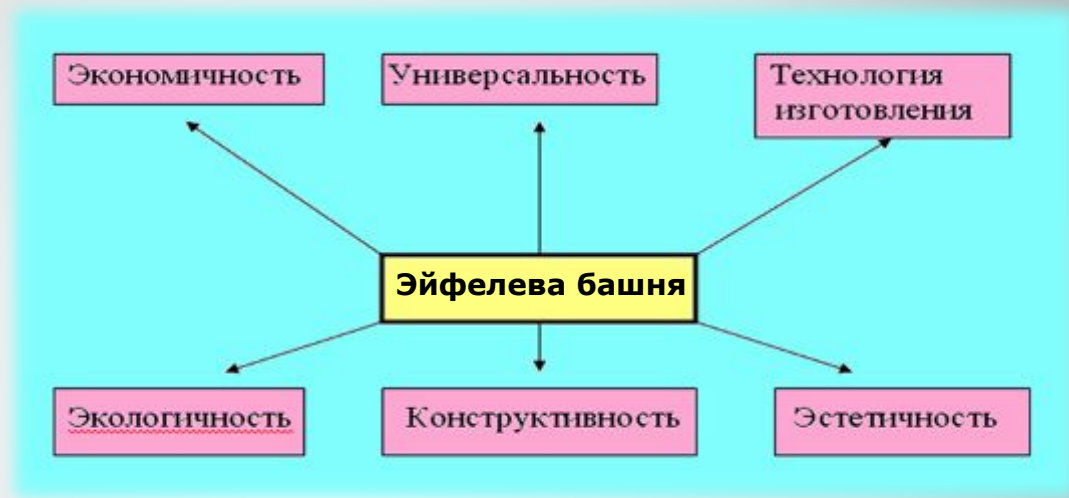 Экономичность
Универсальность
Технология
изготовления
Эйфелева башня
Экологичность
Конструктивность
Эстетичность